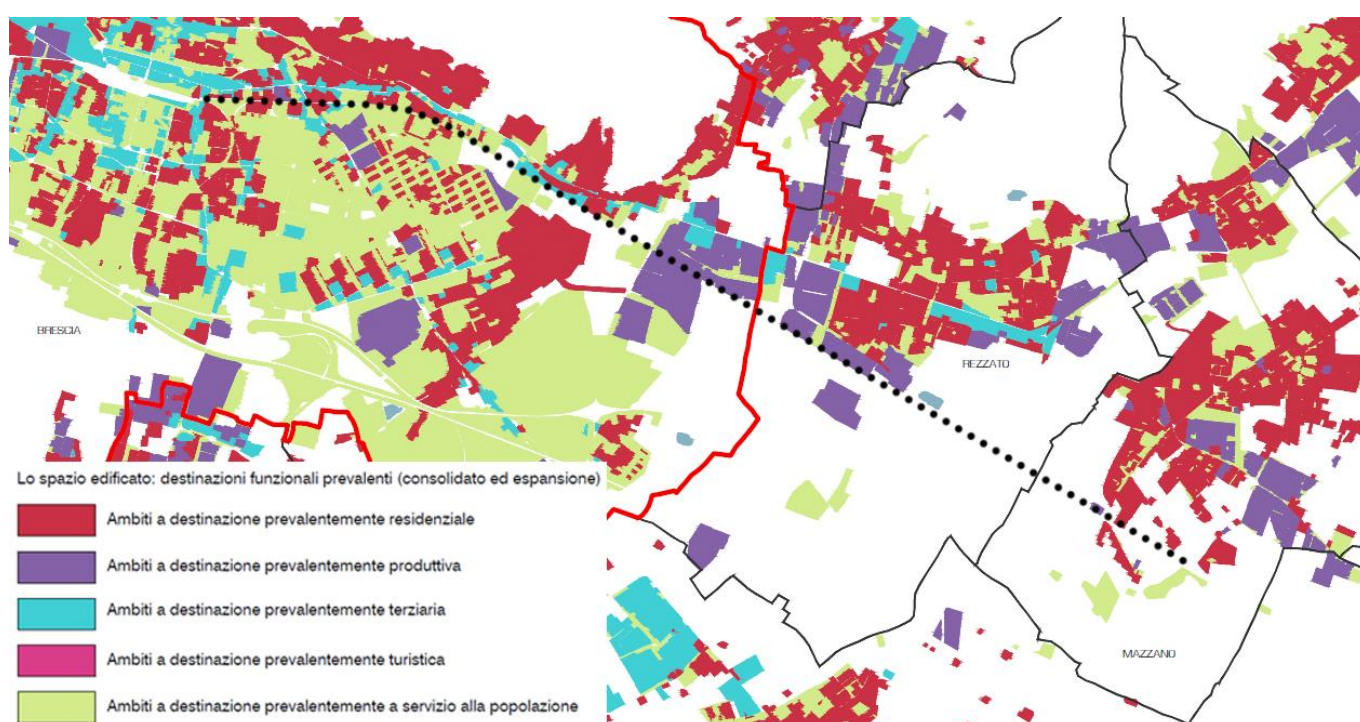 BRESCIA
REZZATO
MAZZANO
Lo spazio edificato: destinazioni funzionali prevalenti (consolidato ed espansione)
Ambiti a destinazione prevalentemente residenziale
Ambiti a destinazione prevalentemente produttiva
Ambiti a destinazione prevalentemente terziaria
Ambiti a destinazione prevalentemente turistica
Ambiti a destinazione prevalentemente a servizio alla popolazione